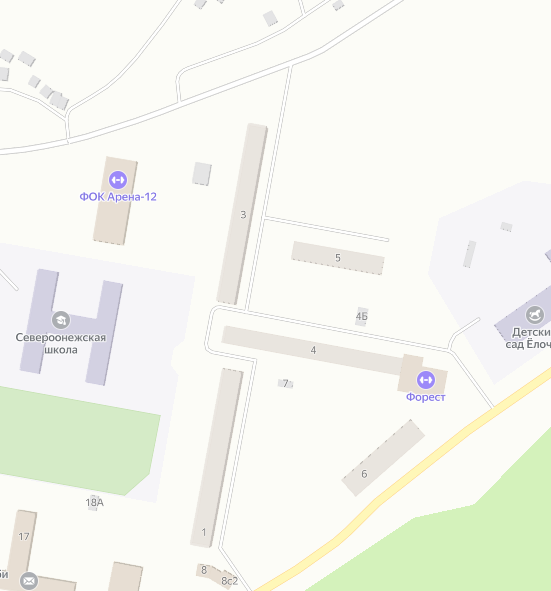 ФОК Арена-12
3
5
4Б
Североонежская
школа
Детски
сад Ёлоч
4
7
Форест
6
18А
1
17
8
8с2
би